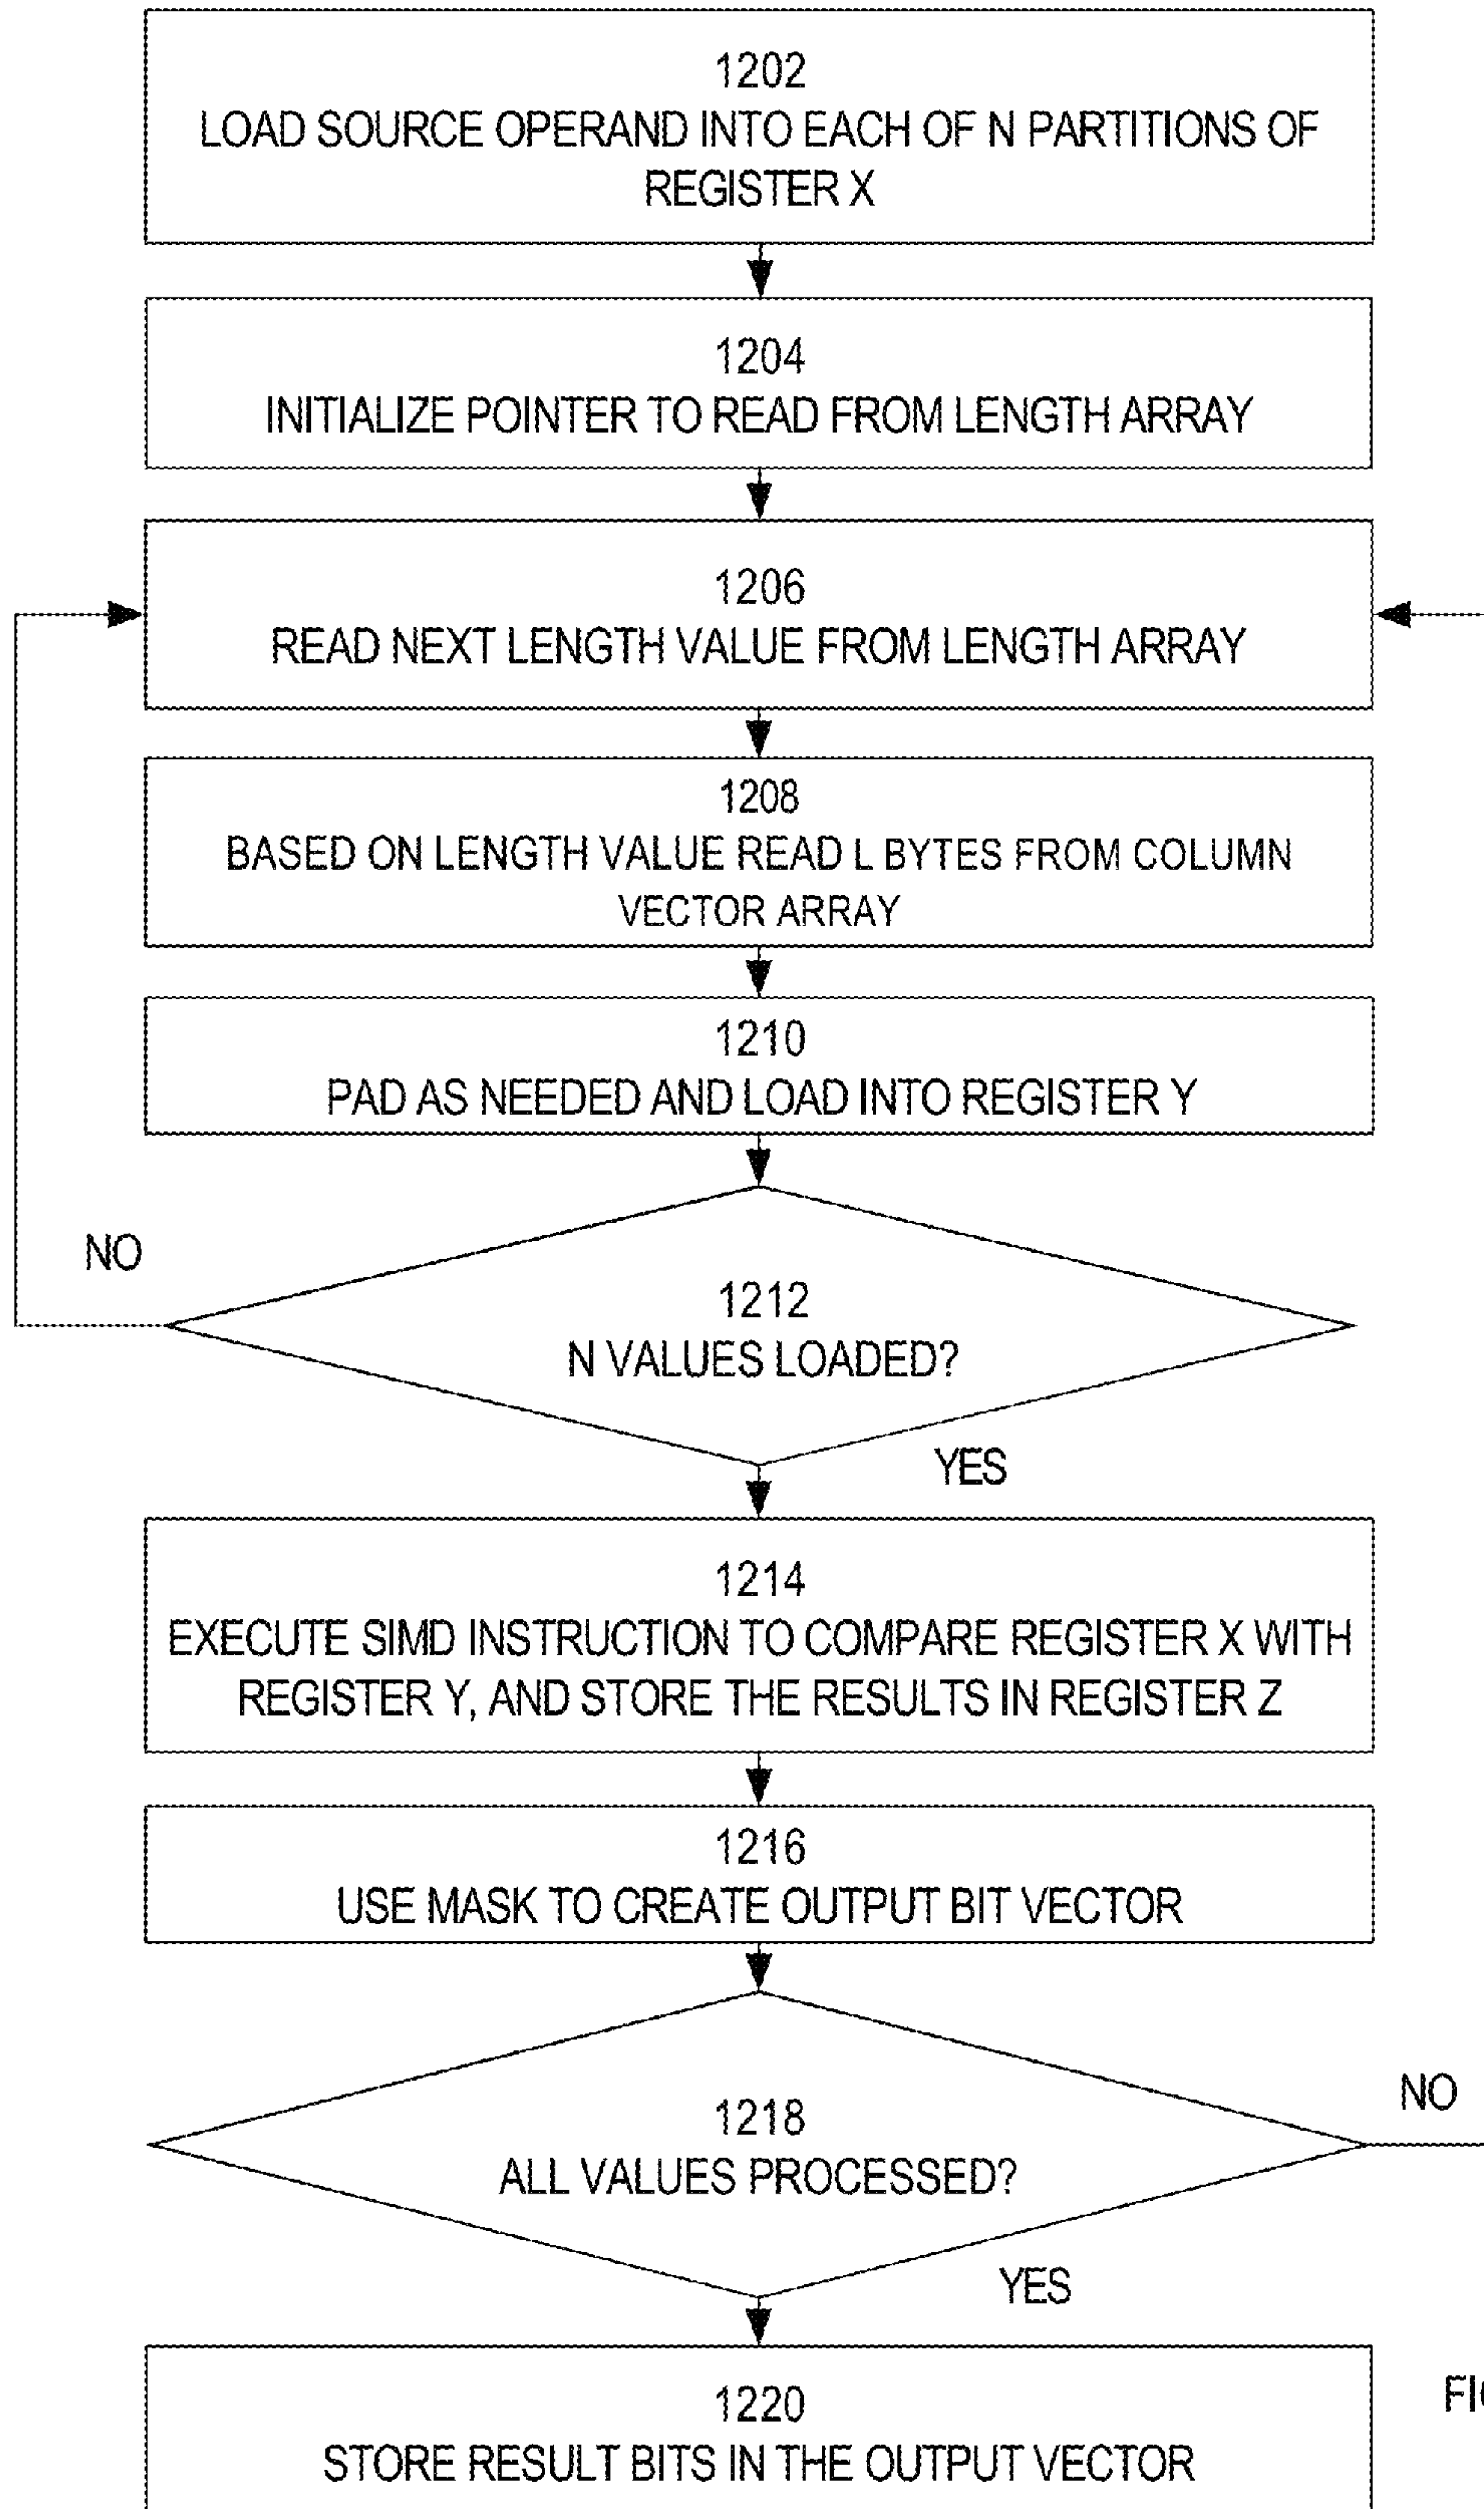 1202
LOAD SOURCE OPERAND INTO EACH OF N PARTITIONS OF
REGISTER X
1204
INITIALIZE POINTER TO READ FROM LENGTH ARRAY
1206
READ NEXT LENGTH VALUE FROM LENGTH ARRAY
1208
BASED ON LENGTH VALUE READ L BYTES FROM COLUMN
VECTOR ARRAY
1210
PAD AS NEEDED AND LOAD INTO REGISTER Y
NO
1212
N VALUES LOADED?
YES
1214
EXECUTE SIMD INSTRUCTION TO COMPARE REGISTER X WITH
REGISTER Y, AND STORE THE RESULTS IN REGISTER Z
1216
USE MASK TO CREATE OUTPUT BIT VECTOR
NO
1218
ALL VALUES PROCESSED?
YES
1220
STORE RESULT BITS IN THE OUTPUT VECTOR